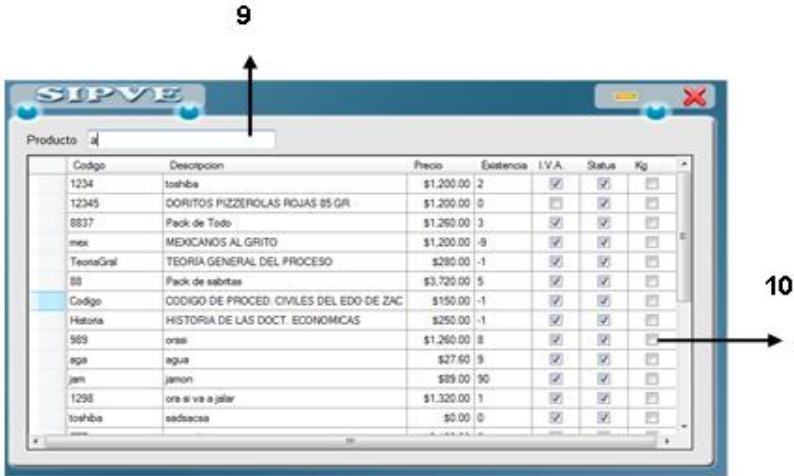 9
SIPVE
Producto a
Codigo Descripcion Precio Existencia I.V.A. Status Kg
1234 toshiba $1,200.00 2
12345 DORITOS PIZZEROLAS ROJAS 85 GR $1,200.00 0
8837 Pack de Todo $1,260.00 3
mex MEXICANOS AL GRITO $1,200.00 -9
TeoriaGral TEORÍA GENERAL DEL PROCESO $280.00 -1
88 Pack de sabritas $3,720.00 5
Codigo CODIGO DE PROCED. CIVILES DEL EDO DE ZAC $150.00 -1
Historia HISTORIA DE LAS DOCT. ECONOMICAS $250.00 -1
10
989 orasi $1,260.00 8
aga agua $27.60 9
jam jamon $89.00 90
1298 ora si va a jalar $1,320.00 1
toshiba sadsacsa $0.00 0